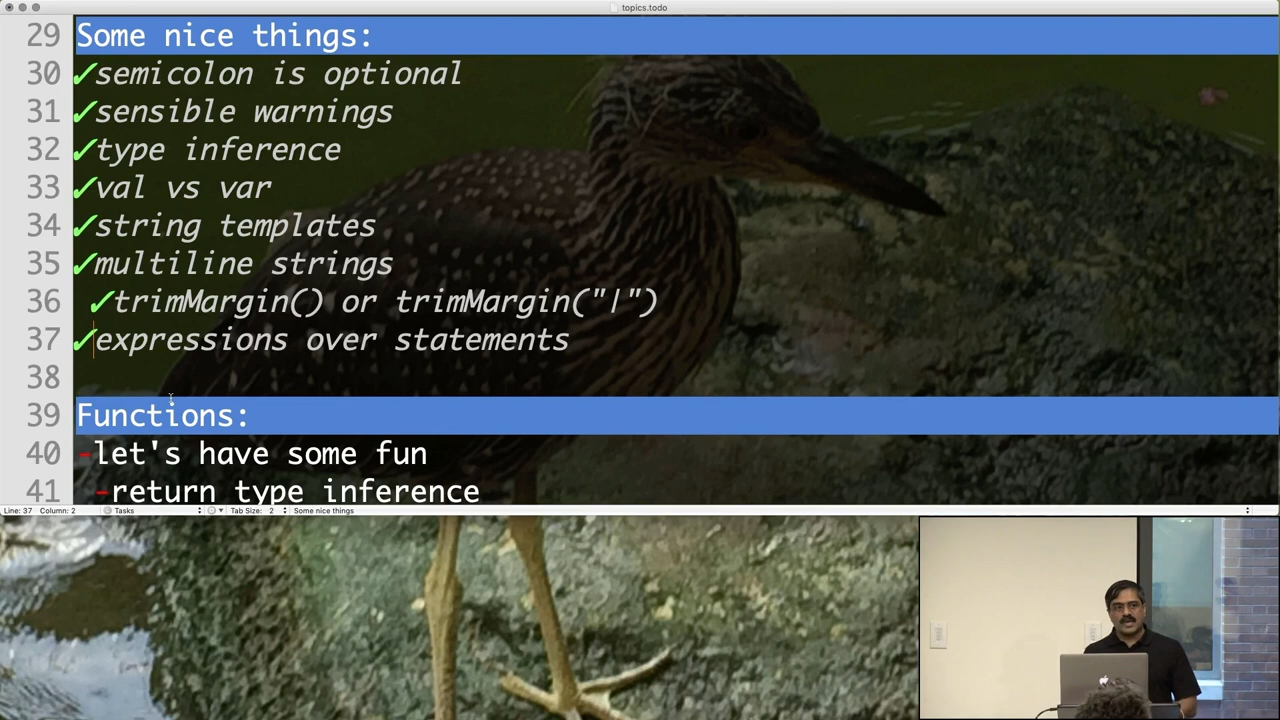 topics.todo
29 Some nice things:
30 ✓semicolon is optional
31 ✓sensible warnings
32 ✓type inference
33 ✓val vs var
34 ✓string templates
35 ✓multiline strings
36 ✓trimMargin() or trimMargin("|")
37 ✓expressions over statements
38
39 Functions:
40 -let's have some fun
41 -return type inference
Line: 37 Column: 2 Tasks Tab Size: 2 Some nice things